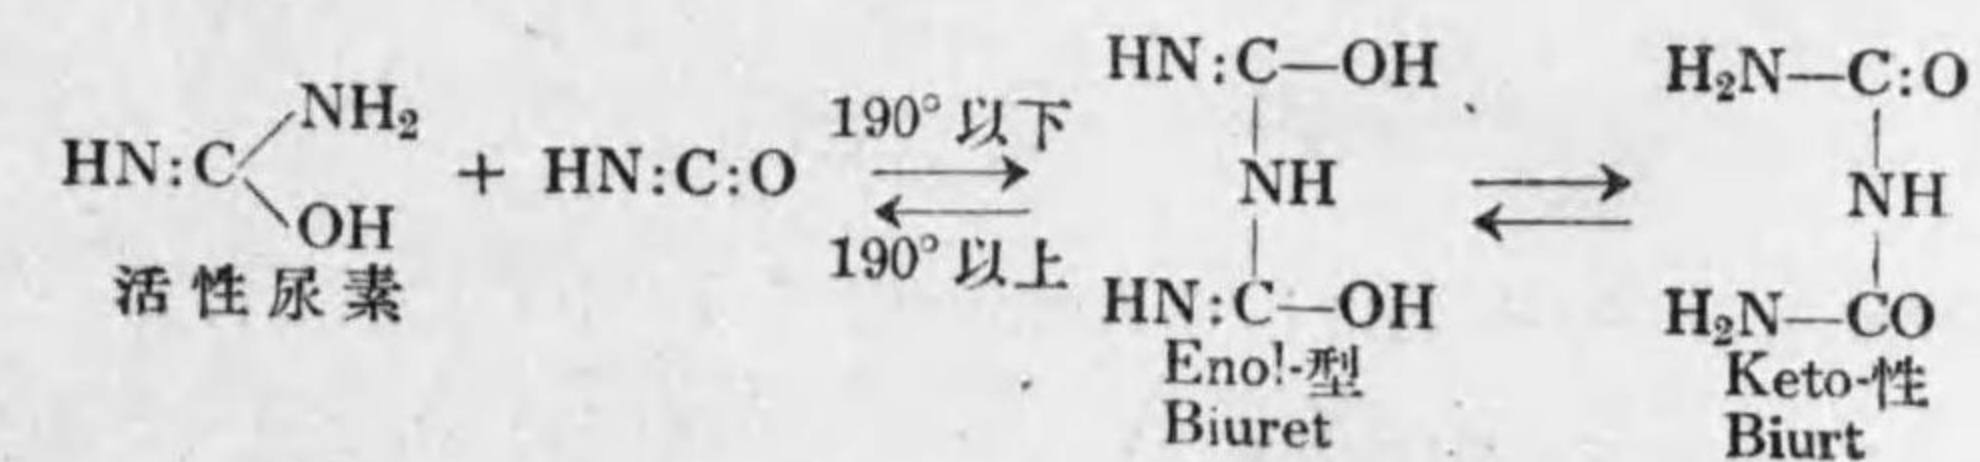 HN:C
NH₂
OH
活性尿素
+ HN:C:O
190° 以下
190° 以上
HN:C—OH
NH
HN:C—OH
Eno!-型
Biuret
H₂N—C:O
NH
H₂N—CO
Keto-性
Biurt